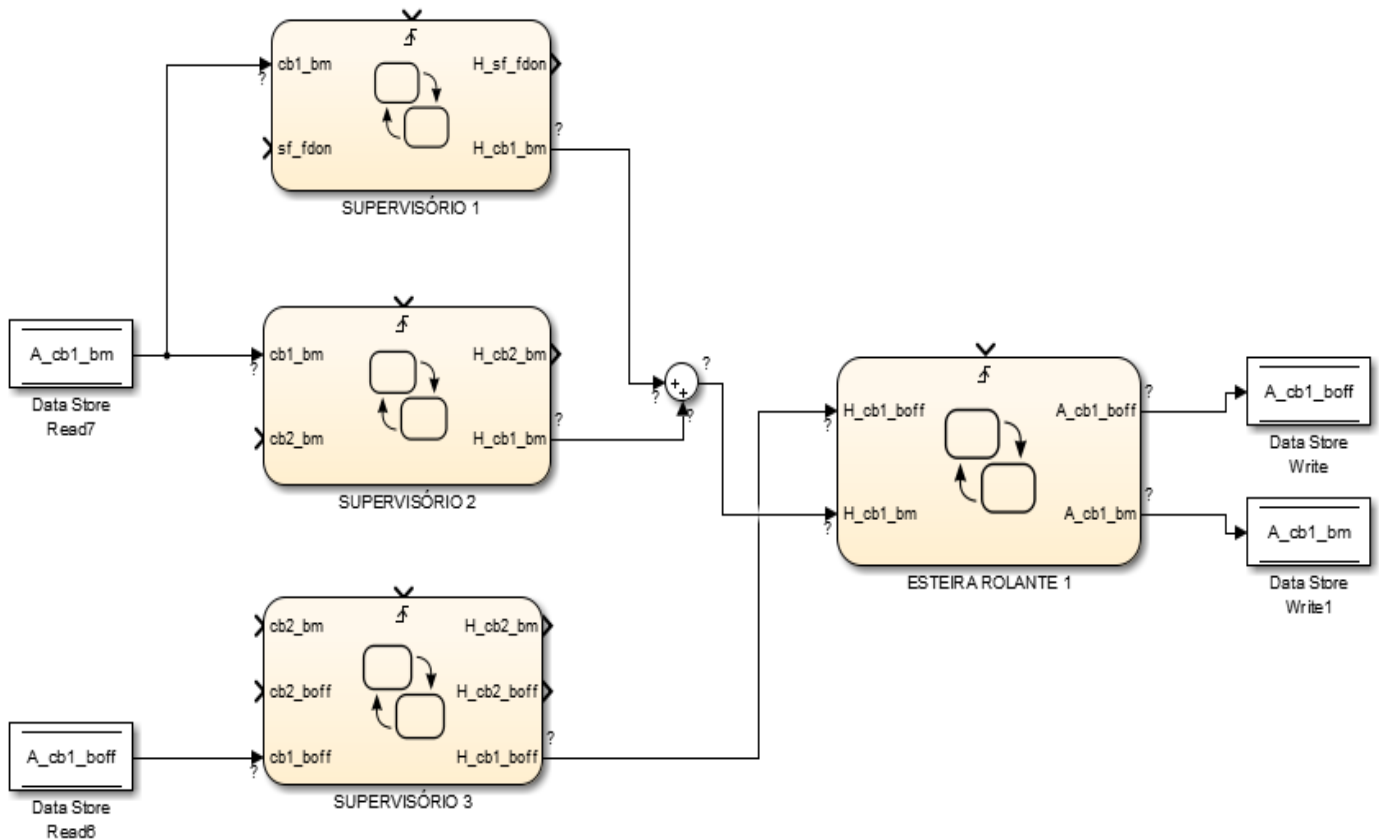 cb1_bm
sf_fdon
H_sf_fdon
?
H_cb1_bm
?
SUPERVISÓRIO 1
A_cb1_bm
Data Store
Read7
cb1_bm
?
cb2_bm
H_cb2_bm
?
H_cb1_bm
SUPERVISÓRIO 2
+
+
?
?
?
H_cb1_boff
?
H_cb1_bm
?
?
A_cb1_boff
?
A_cb1_bm
ESTEIRA ROLANTE 1
A_cb1_boff
Data Store
Write
A_cb1_bm
Data Store
Write1
cb2_bm
cb2_boff
cb1_boff
?
H_cb2_bm
H_cb2_boff
?
H_cb1_boff
SUPERVISÓRIO 3
A_cb1_boff
Data Store
Read6